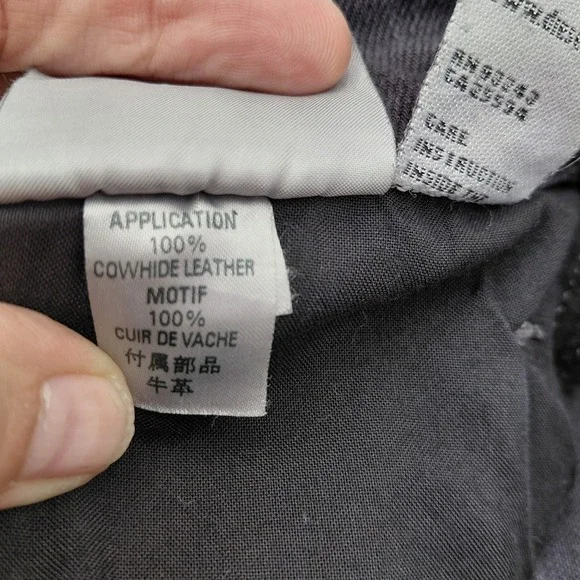 CARE
INSTRUCTION
APPLICATION
100%
COWHIDE LEATHER
MOTIF
100%
CUIR DE VACHE
付属部品
牛革